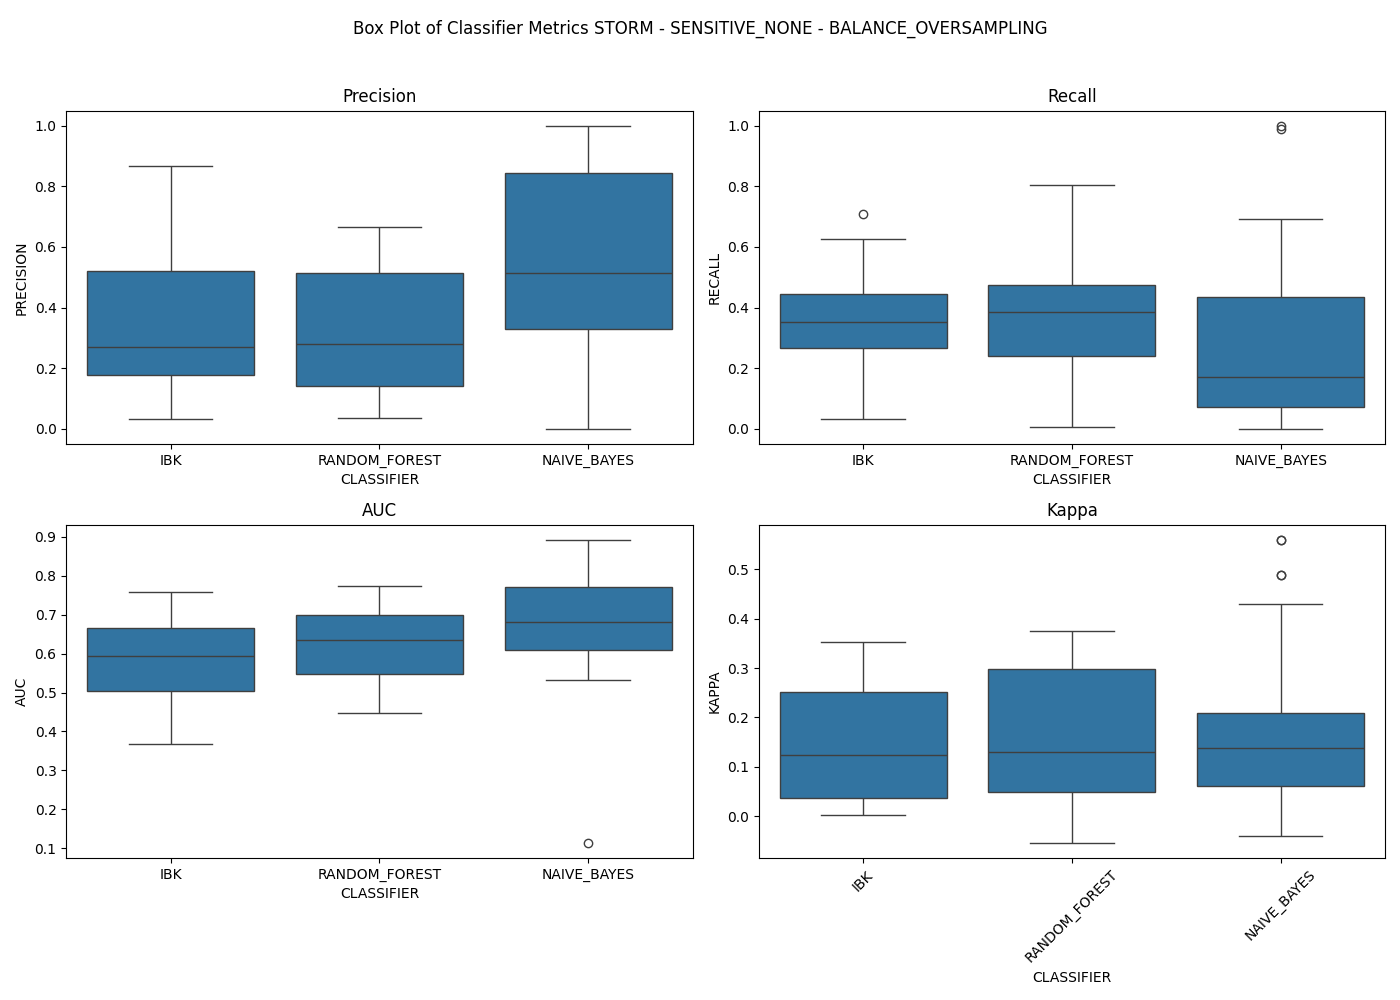 Box Plot of Classifier Metrics STORM - SENSITIVE_NONE - BALANCE_OVERSAMPLING
Precision
1.0
0.8
0.6
0.4
0.2
0.0
PRECISION
IBK RANDOM_FOREST NAIVE_BAYES
CLASSIFIER
Recall
1.0
0.8
0.6
0.4
0.2
0.0
RECALL
IBK RANDOM_FOREST NAIVE_BAYES
CLASSIFIER
AUC
0.9
0.8
0.7
0.6
0.5
0.4
0.3
0.2
0.1
AUC
IBK RANDOM_FOREST NAIVE_BAYES
CLASSIFIER
Kappa
0.5
0.4
0.3
0.2
0.1
0.0
KAPPA
IBK RANDOM_FOREST NAIVE_BAYES
CLASSIFIER